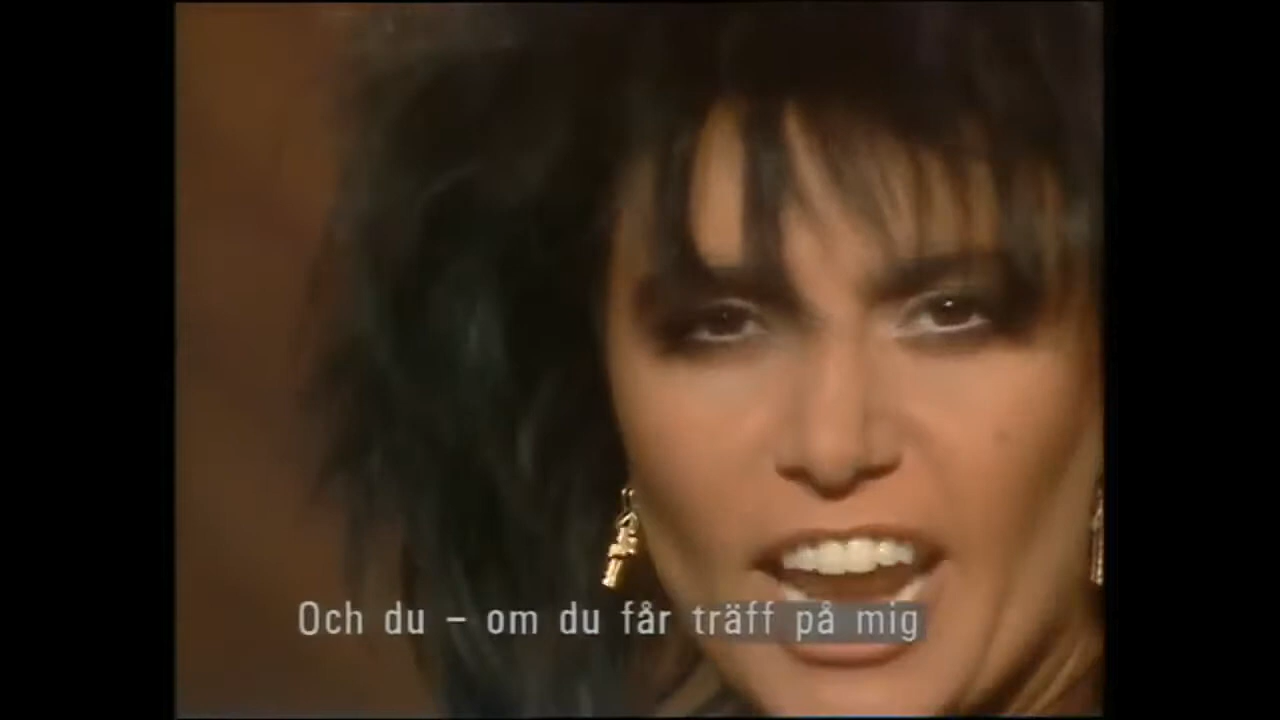 Och du – om du får träff på mig